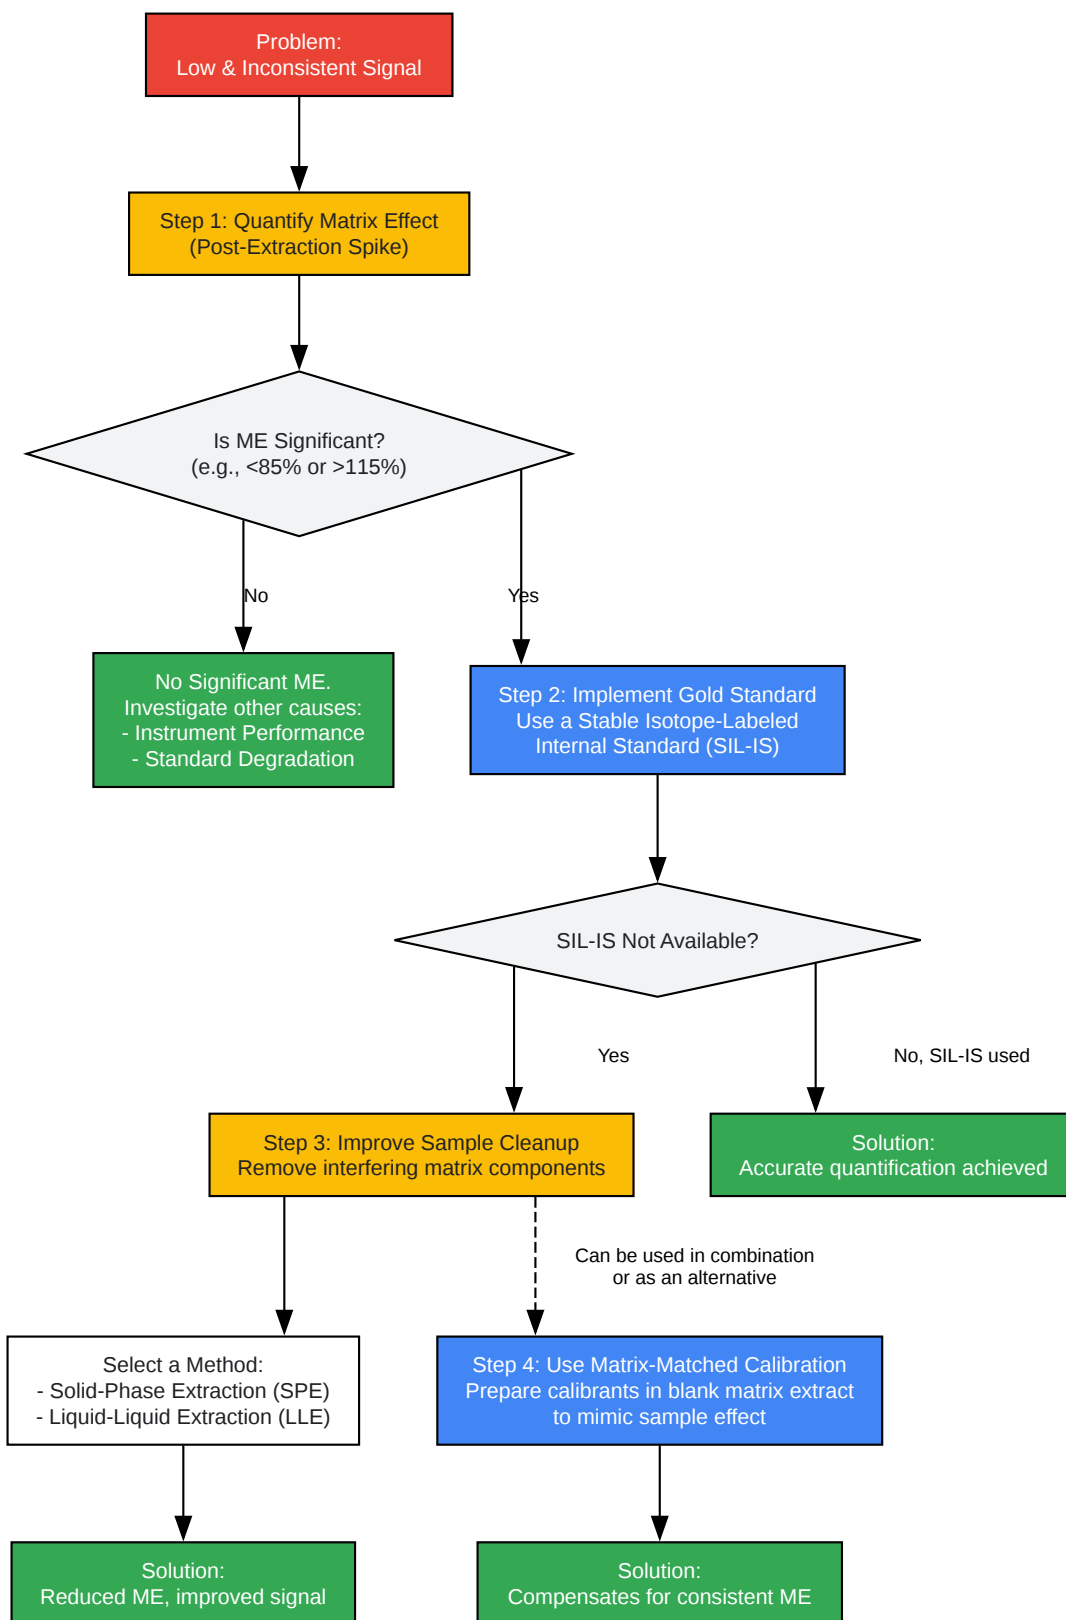 Problem:
Low & Inconsistent Signal
Step 1: Quantify Matrix Effect
(Post-Extraction Spike)
Is ME Significant?
(e.g., <85% or >115%)
No
Yes
No Significant ME.
Investigate other causes:
- Instrument Performance
- Standard Degradation
Step 2: Implement Gold Standard
Use a Stable Isotope-Labeled
Internal Standard (SIL-IS)
SIL-IS Not Available?
Yes
No, SIL-IS used
Step 3: Improve Sample Cleanup
Remove interfering matrix components
Solution:
Accurate quantification achieved
Can be used in combination
or as an alternative
Select a Method:
- Solid-Phase Extraction (SPE)
- Liquid-Liquid Extraction (LLE)
Step 4: Use Matrix-Matched Calibration
Prepare calibrants in blank matrix extract
to mimic sample effect
Solution:
Reduced ME, improved signal
Solution:
Compensates for consistent ME